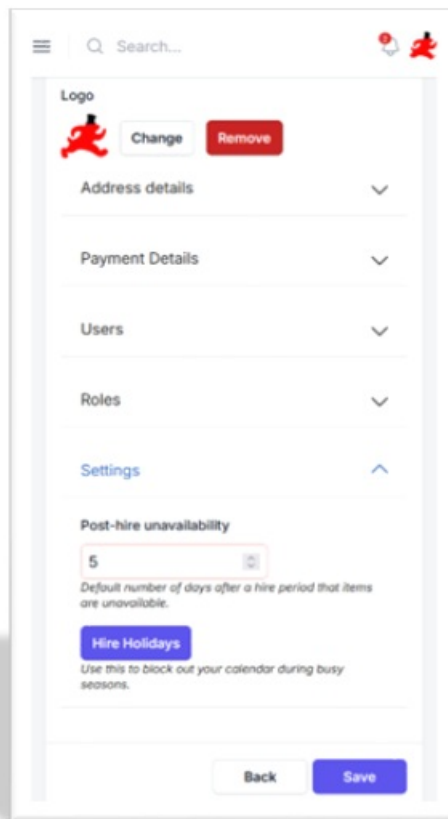 Search...
Logo
Change Remove
Address details
Payment Details
Users
Roles
Settings
Post-hire unavailability
5
Default number of days after a hire period that items
are unavailable.
Hire Holidays
Use this to block out your calendar during busy
seasons.
Back Save